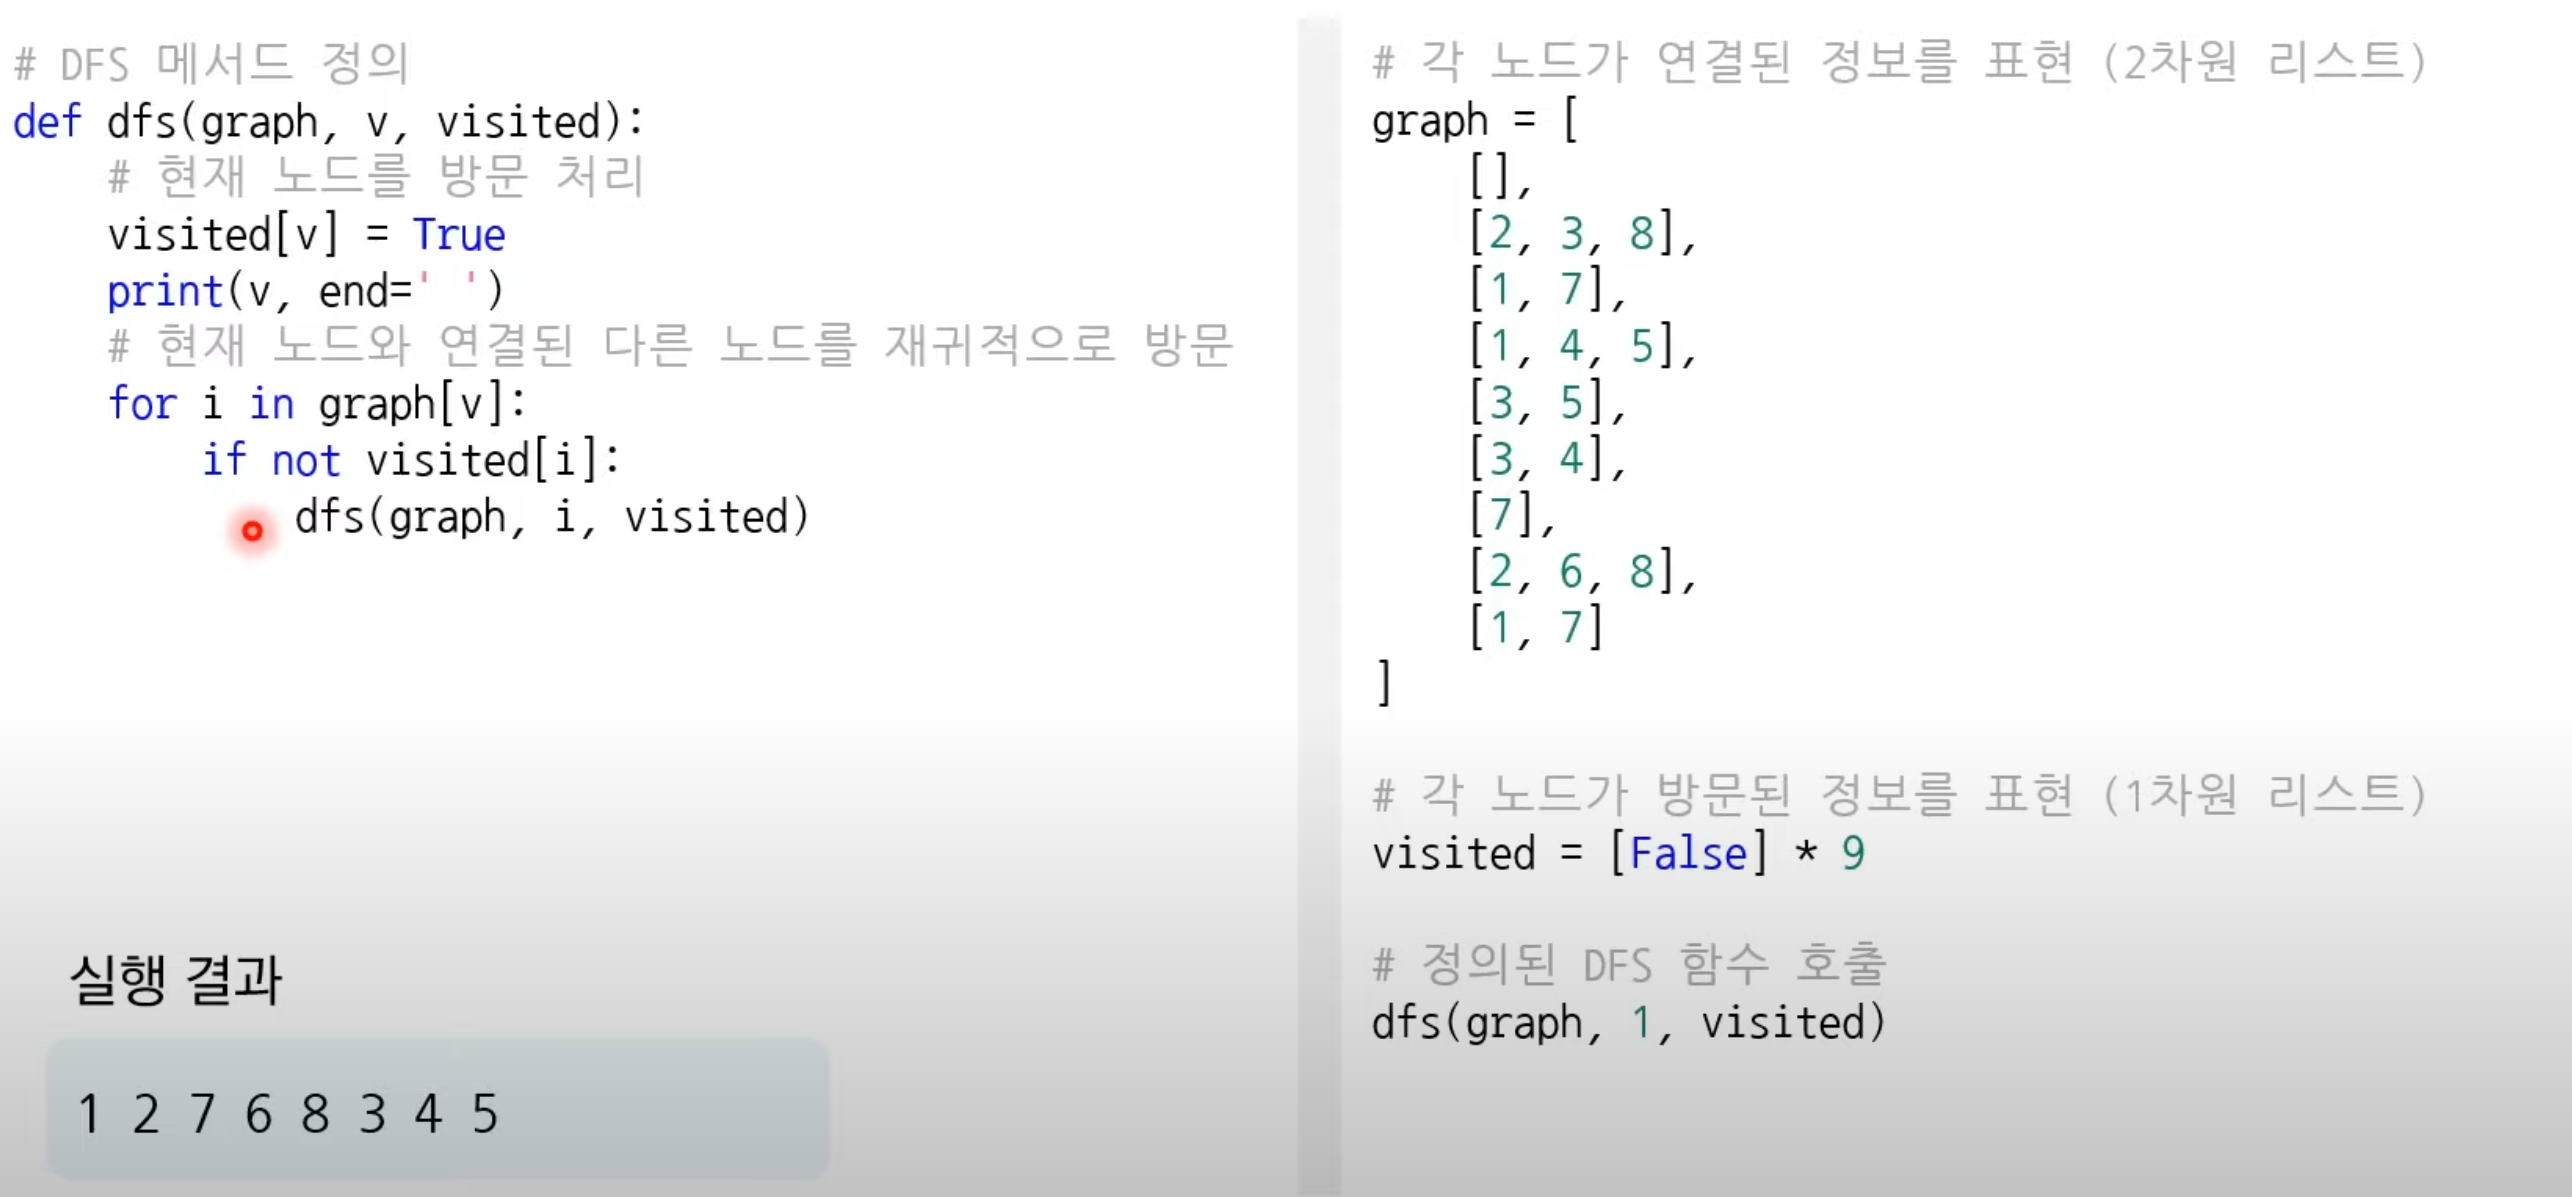 # DFS 메서드 정의
def dfs(graph, v, visited):
    # 현재 노드를 방문 처리
    visited[v] = True
    print(v, end=' ')
    # 현재 노드와 연결된 다른 노드를 재귀적으로 방문
    for i in graph[v]:
        if not visited[i]:
            dfs(graph, i, visited)
실행 결과
1 2 7 6 8 3 4 5
# 각 노드가 연결된 정보를 표현 (2차원 리스트)
graph = [
    [],
    [2, 3, 8],
    [1, 7],
    [1, 4, 5],
    [3, 5],
    [3, 4],
    [7],
    [2, 6, 8],
    [1, 7]
]
# 각 노드가 방문된 정보를 표현 (1차원 리스트)
visited = [False] * 9
# 정의된 DFS 함수 호출
dfs(graph, 1, visited)